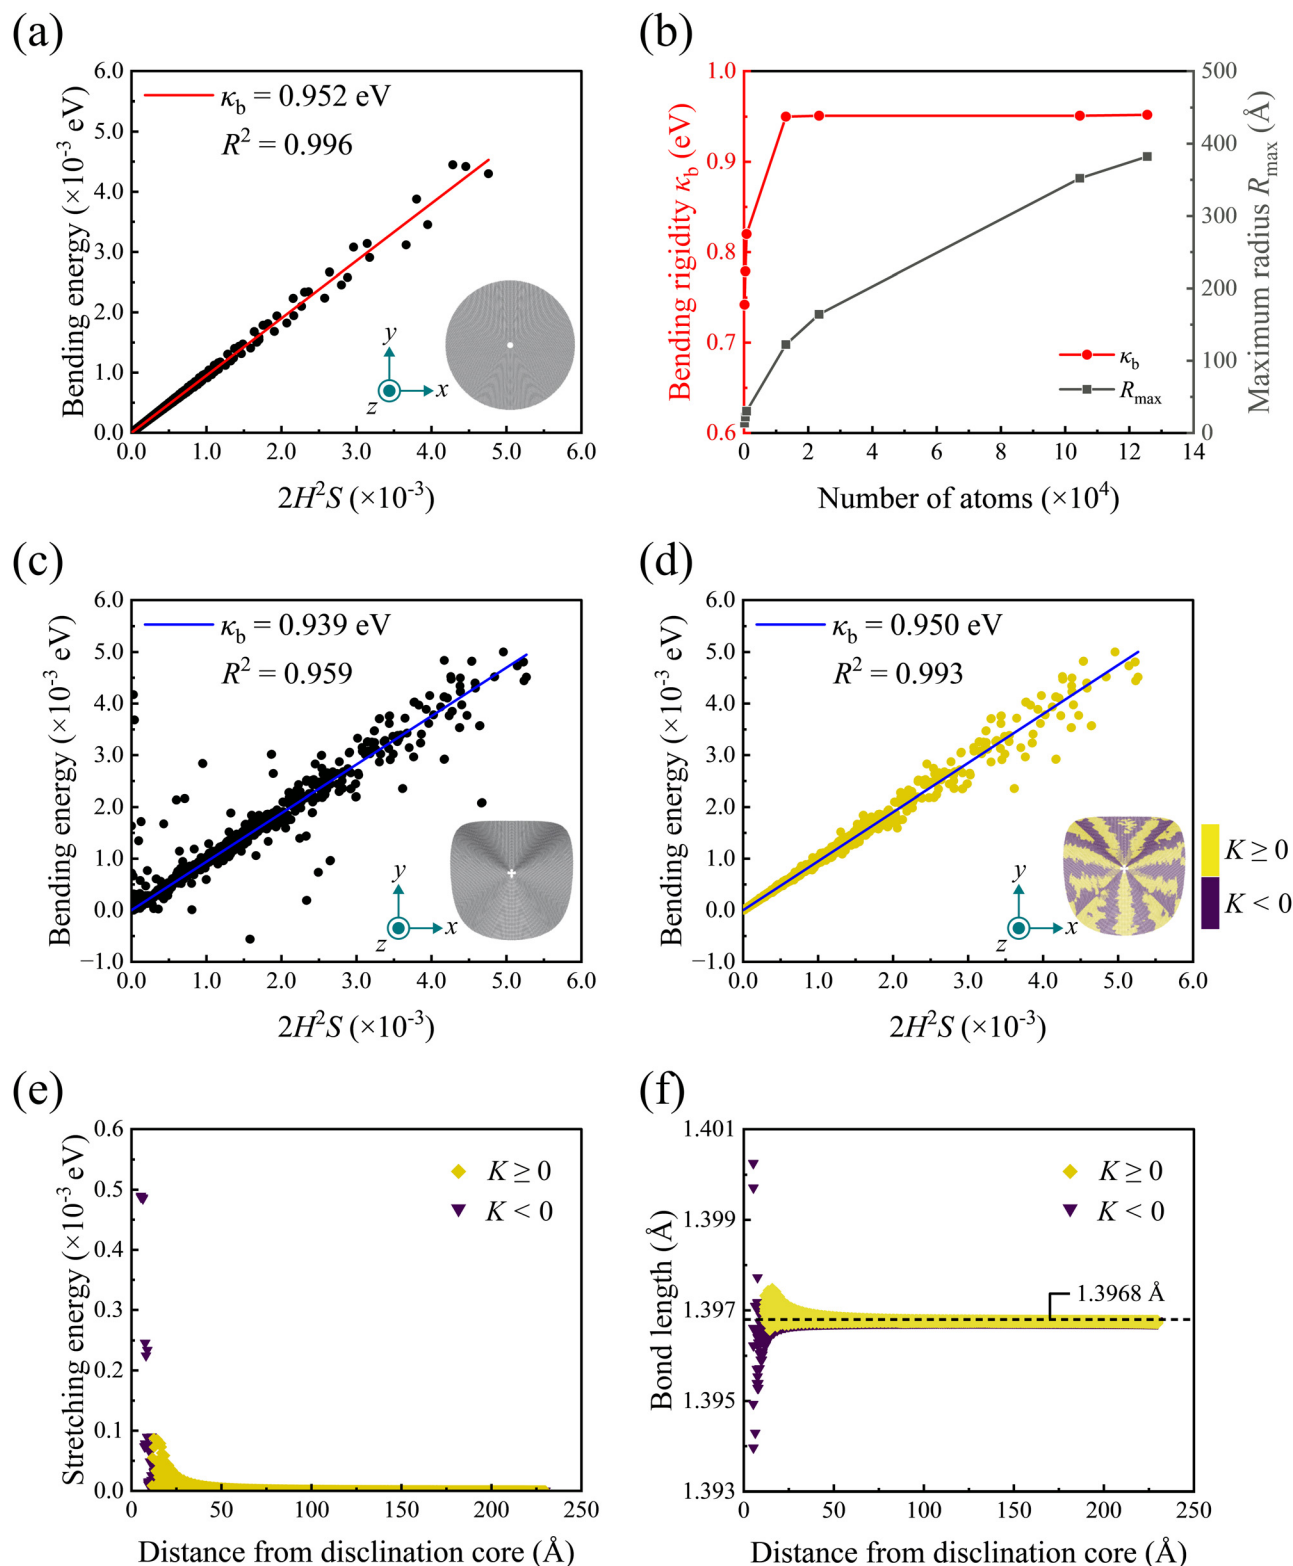 (a)
6.0
5.0
4.0
3.0
2.0
1.0
0.0
Bending energy (×10⁻³ eV)
κb = 0.952 eV
R² = 0.996
y
x
z
0.0 1.0 2.0 3.0 4.0 5.0 6.0
2H²S (×10⁻³)
(b)
1.0
0.9
0.8
0.7
0.6
Bending rigidity κb (eV)
500
400
300
200
100
0
Maximum radius Rmax (Å)
κb
Rmax
0 2 4 6 8 10 12 14
Number of atoms (×10⁴)
(c)
6.0
5.0
4.0
3.0
2.0
1.0
0.0
−1.0
Bending energy (×10⁻³ eV)
κb = 0.939 eV
R² = 0.959
y
x
z
0.0 1.0 2.0 3.0 4.0 5.0 6.0
2H²S (×10⁻³)
(d)
6.0
5.0
4.0
3.0
2.0
1.0
0.0
−1.0
Bending energy (×10⁻³ eV)
κb = 0.950 eV
R² = 0.993
y
x
z
K ≥ 0
K < 0
0.0 1.0 2.0 3.0 4.0 5.0 6.0
2H²S (×10⁻³)
(e)
0.6
0.5
0.4
0.3
0.2
0.1
0.0
Stretching energy (×10⁻³ eV)
K ≥ 0
K < 0
0 50 100 150 200 250
Distance from disclination core (Å)
(f)
1.401
1.399
1.397
1.395
1.393
Bond length (Å)
K ≥ 0
K < 0
1.3968 Å
0 50 100 150 200 250
Distance from disclination core (Å)